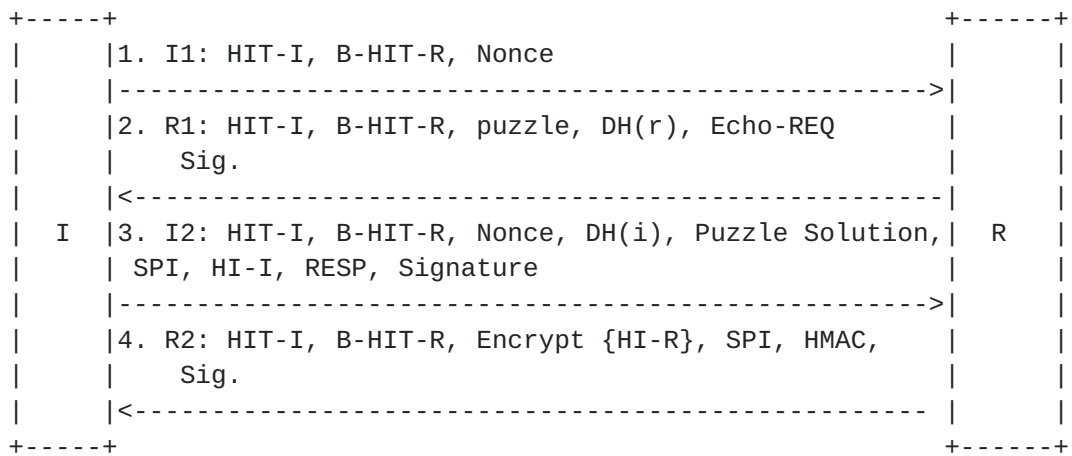 1. I1: HIT-I, B-HIT-R, Nonce
2. R1: HIT-I, B-HIT-R, puzzle, DH(r), Echo-REQ
Sig.
I
3. I2: HIT-I, B-HIT-R, Nonce, DH(i), Puzzle Solution,
R
SPI, HI-I, RESP, Signature
4. R2: HIT-I, B-HIT-R, Encrypt {HI-R}, SPI, HMAC,
Sig.